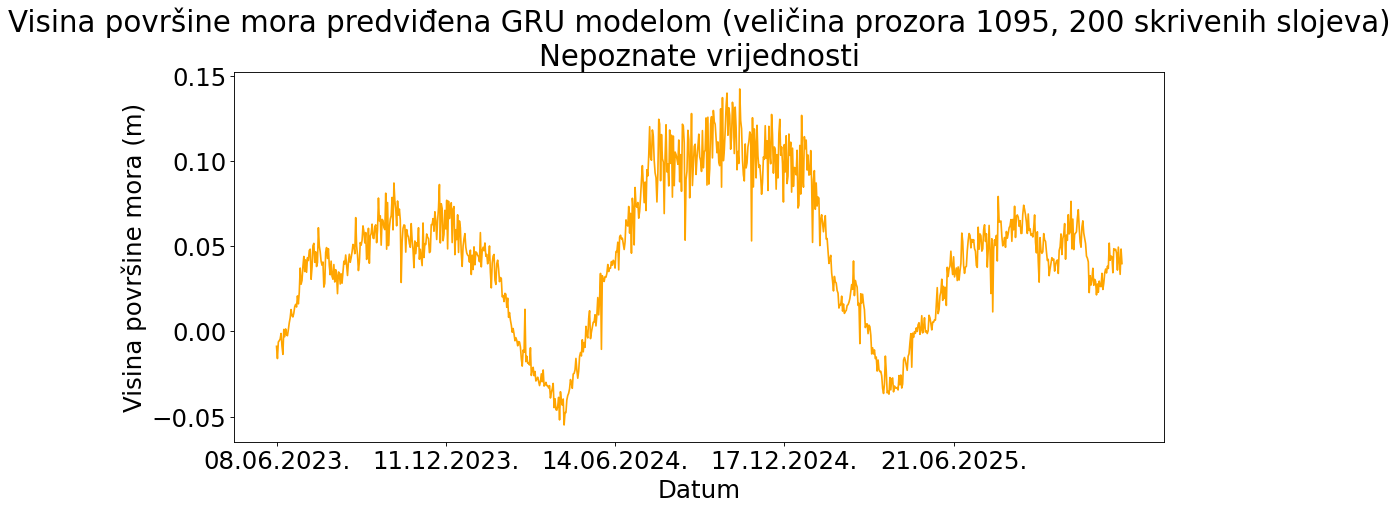 Visina površine mora predviđena GRU modelom (veličina prozora 1095, 200 skrivenih slojeva)
Nepoznate vrijednosti
Visina površine mora (m)
0.15
0.10
0.05
0.00
−0.05
08.06.2023.
11.12.2023.
14.06.2024.
17.12.2024.
21.06.2025.
Datum